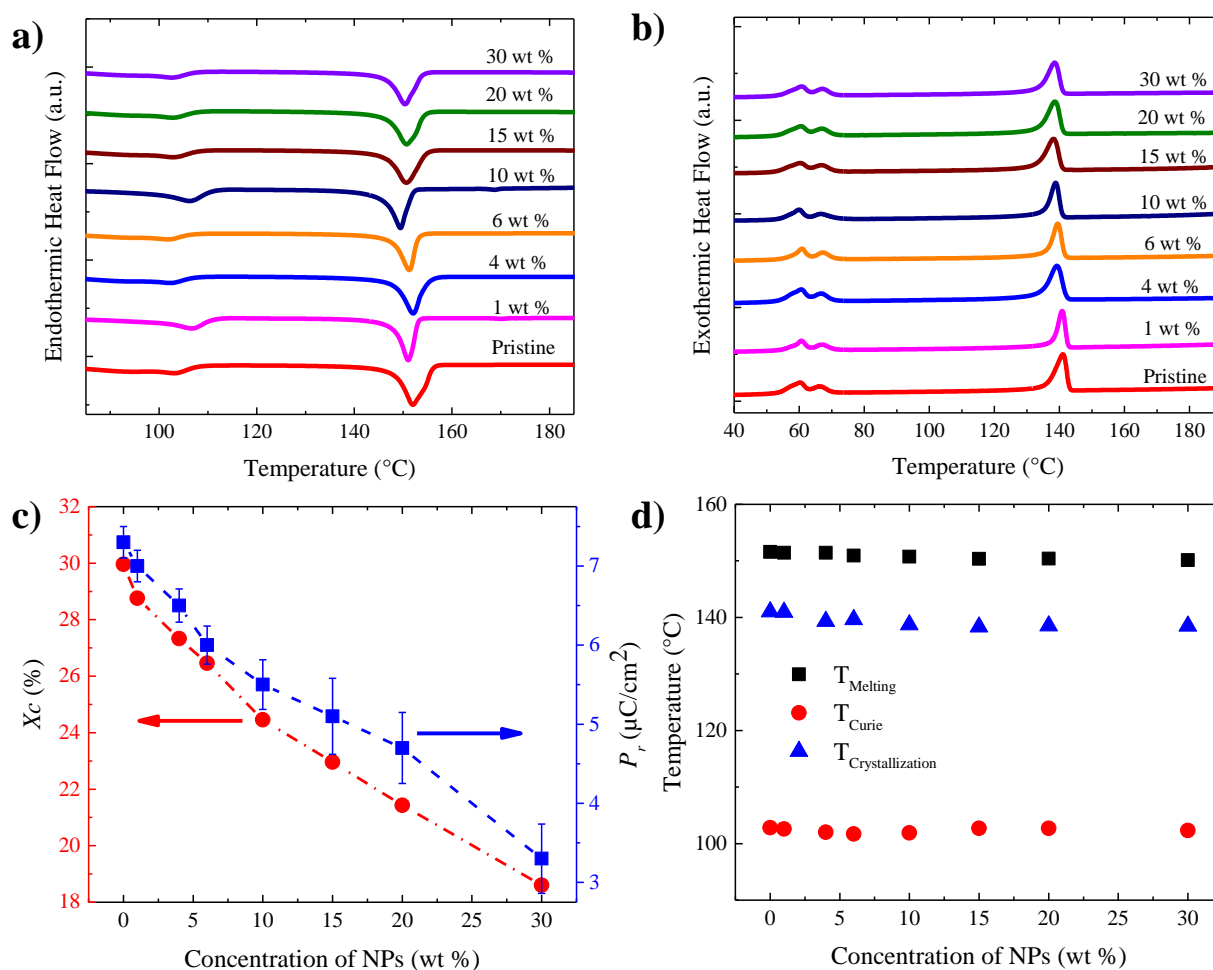 a)
30 wt %
20 wt %
15 wt %
10 wt %
6 wt %
4 wt %
1 wt %
Pristine
Endothermic Heat Flow (a.u.)
100 120 140 160 180
Temperature (°C)
b)
30 wt %
20 wt %
15 wt %
10 wt %
6 wt %
4 wt %
1 wt %
Pristine
Exothermic Heat Flow (a.u.)
40 60 80 100 120 140 160 180
Temperature (°C)
c)
32
30
28
26
24
22
20
18
Xc (%)
7
6
5
4
3
P_r (µC/cm²)
0 5 10 15 20 25 30
Concentration of NPs (wt %)
d)
160
140
120
100
Temperature (°C)
T_Melting
T_Curie
T_Crystallization
0 5 10 15 20 25 30
Concentration of NPs (wt %)